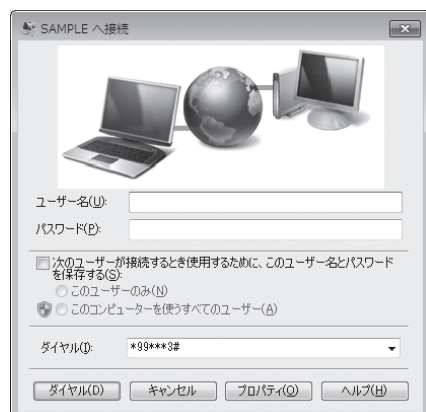 SAMPLE へ接続
ユーザー名(U):
パスワード(P):
次のユーザーが接続するとき使用するために、このユーザー名とパスワード
を保存する(S):
このユーザーのみ(N)
このコンピューターを使うすべてのユーザー(A)
ダイヤル(I): *99***3#
ダイヤル(D) キャンセル プロパティ(O) ヘルプ(H)